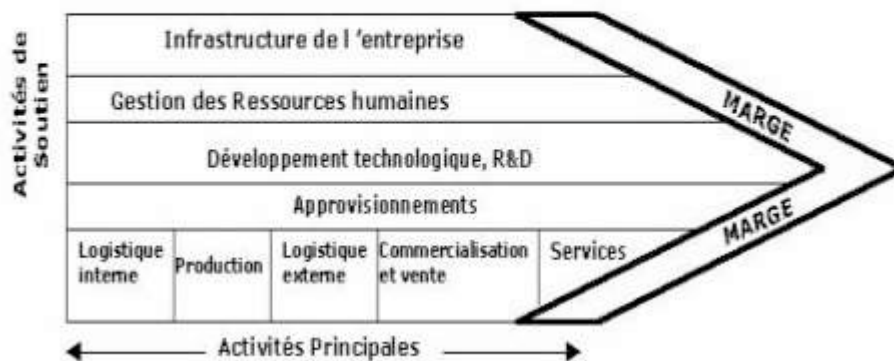 Activités de
Soutien
Infrastructure de l 'entreprise
Gestion des Ressources humaines
Développement technologique, R&D
Approvisionnements
MARGE
MARGE
Logistique
interne
Production
Logistique
externe
Commercialisation
et vente
Services
Activités Principales